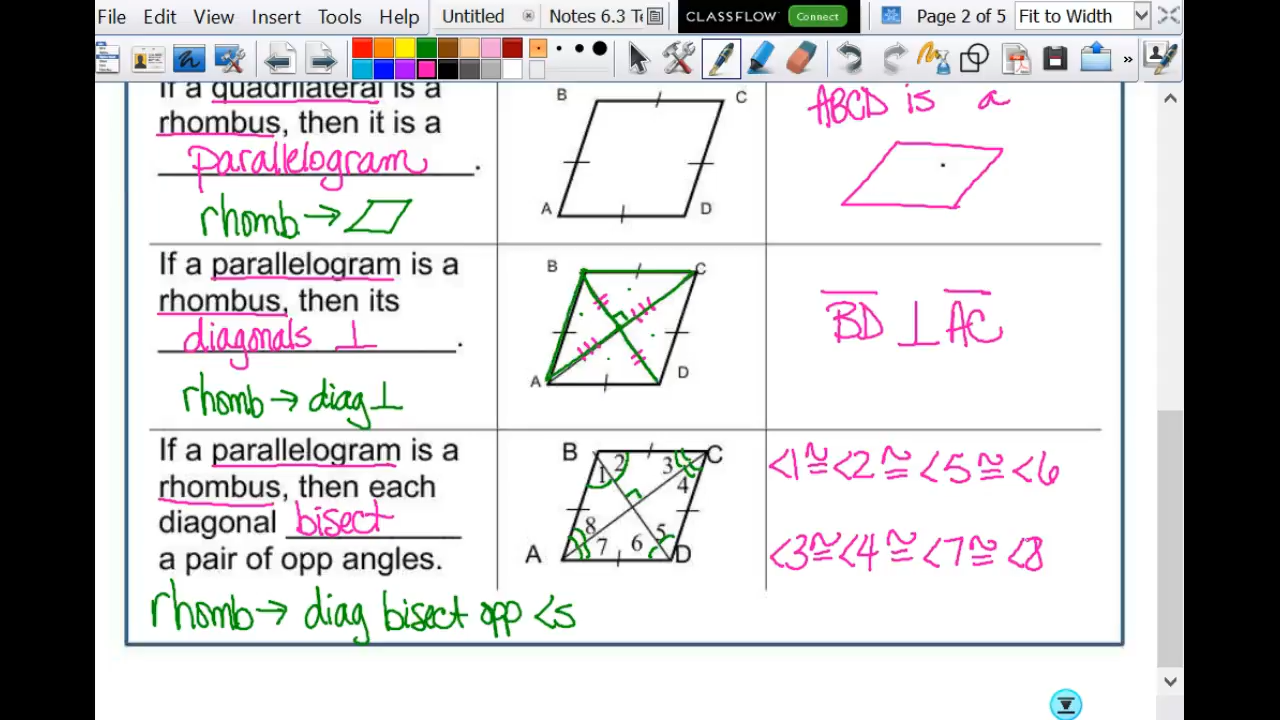 File Edit View Insert Tools Help Untitled Notes 6.3 Te CLASSFLOW Connect Page 2 of 5 Fit to Width
If a quadrilateral is a
rhombus, then it is a
parallelogram.
rhomb →
B C
A D
ABCD is a
If a parallelogram is a
rhombus, then its
diagonals ⊥.
rhomb → diag ⊥
B C
A D
BD ⊥ AC
If a parallelogram is a
rhombus, then each
diagonal bisect
a pair of opp angles.
rhomb → diag bisect opp <s
B C
1 2 3 4
8 7 6 5
A D
<1 ≅ <2 ≅ <5 ≅ <6
<3 ≅ <4 ≅ <7 ≅ <8